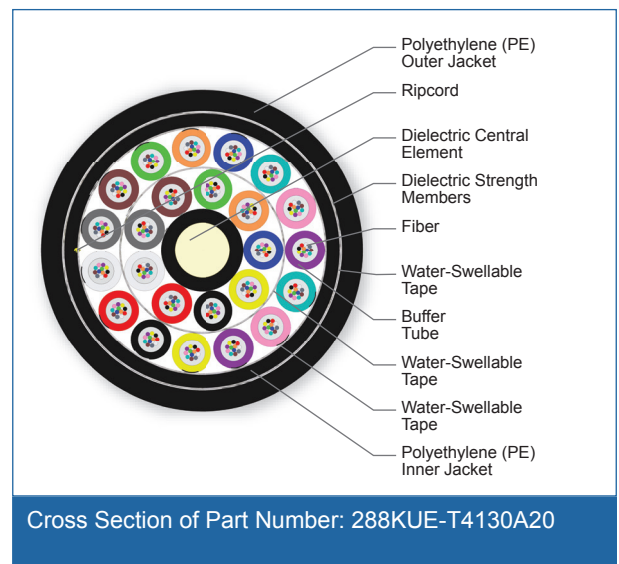 Polyethylene (PE)
Outer Jacket
Ripcord
Dielectric Central
Element
Dielectric Strength
Members
Fiber
Water-Swellable
Tape
Buffer
Tube
Water-Swellable
Tape
Water-Swellable
Tape
Polyethylene (PE)
Inner Jacket
Cross Section of Part Number: 288KUE-T4130A20